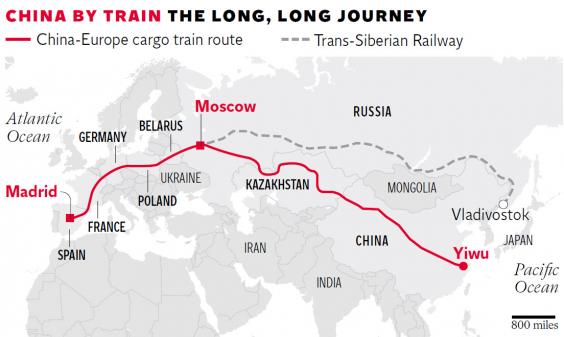 CHINA BY TRAIN THE LONG, LONG JOURNEY
China-Europe cargo train route
Trans-Siberian Railway
Atlantic
Ocean
Moscow
RUSSIA
GERMANY
BELARUS
Madrid
UKRAINE
KAZAKHSTAN
MONGOLIA
POLAND
FRANCE
Vladivostok
SPAIN
IRAN
CHINA
JAPAN
Yiwu
INDIA
Pacific
Ocean
800 miles